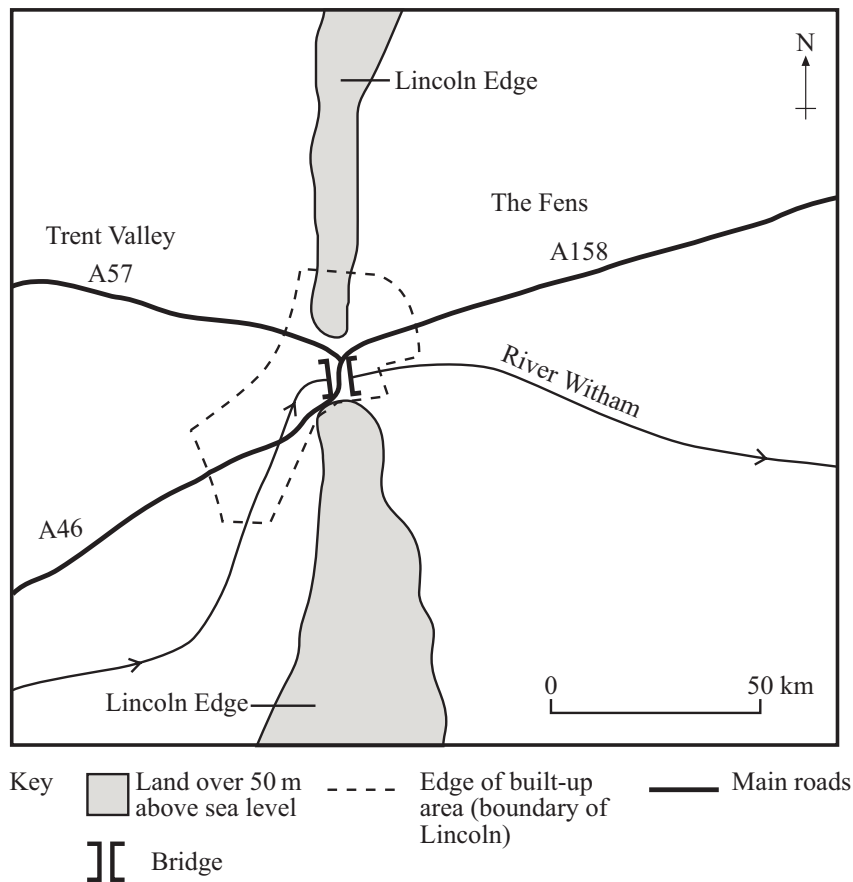 N
Lincoln Edge
The Fens
Trent Valley
A158
A57
River Witham
A46
0 50 km
Lincoln Edge
Key
Land over 50 m
above sea level
Edge of built-up
area (boundary of
Lincoln)
Main roads
Bridge